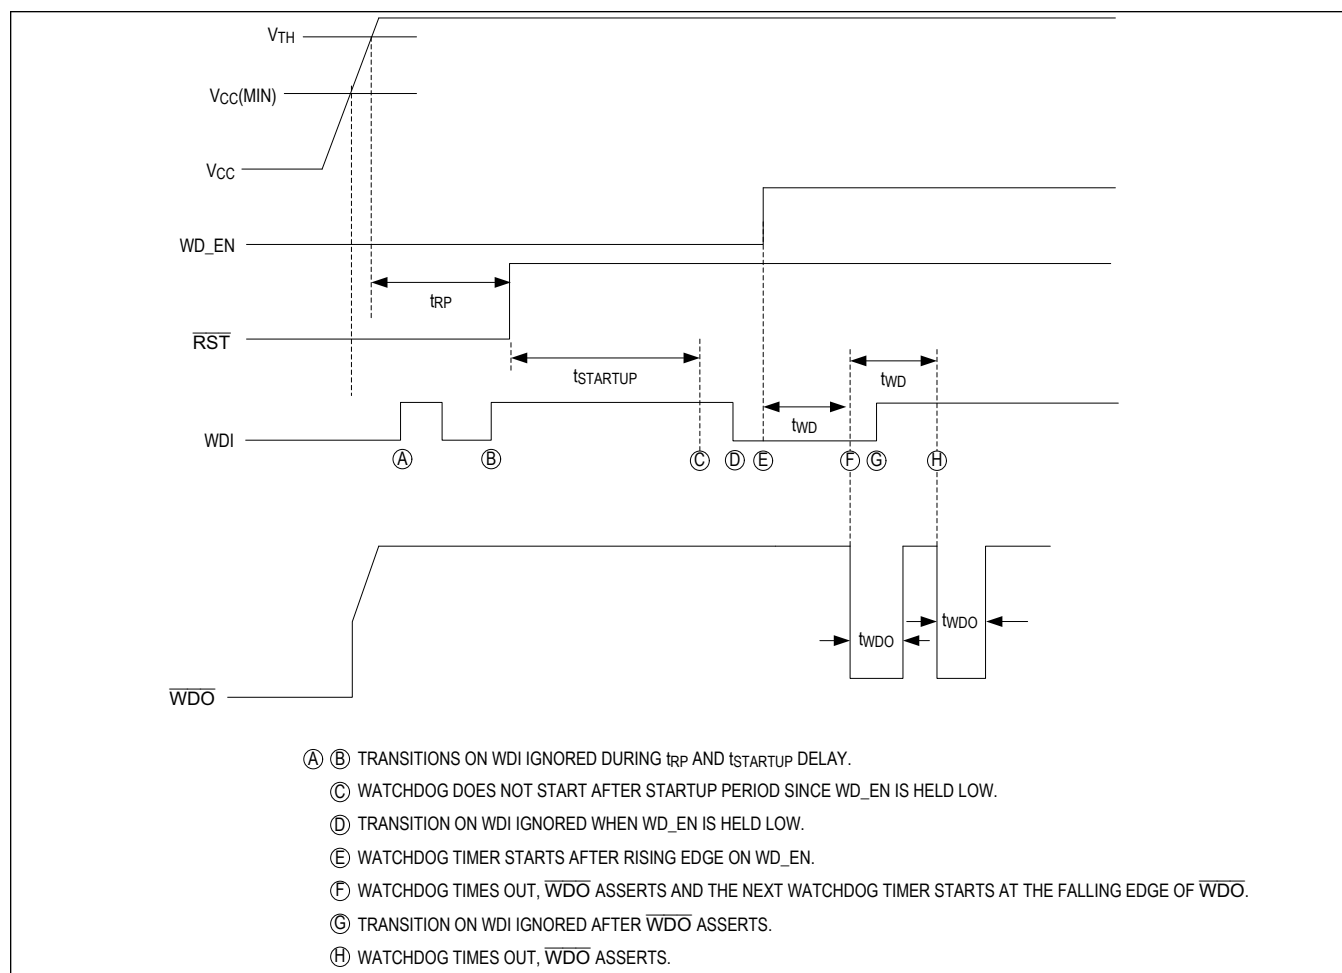 VTH
VCC(MIN)
VCC
WD_EN
tRP
RST
tSTARTUP
tWD
tWD
WDI
A B C D E F G H
tWDO
tWDO
WDO
A B TRANSITIONS ON WDI IGNORED DURING tRP AND tSTARTUP DELAY.
C WATCHDOG DOES NOT START AFTER STARTUP PERIOD SINCE WD_EN IS HELD LOW.
D TRANSITION ON WDI IGNORED WHEN WD_EN IS HELD LOW.
E WATCHDOG TIMER STARTS AFTER RISING EDGE ON WD_EN.
F WATCHDOG TIMES OUT, WDO ASSERTS AND THE NEXT WATCHDOG TIMER STARTS AT THE FALLING EDGE OF WDO.
G TRANSITION ON WDI IGNORED AFTER WDO ASSERTS.
H WATCHDOG TIMES OUT, WDO ASSERTS.